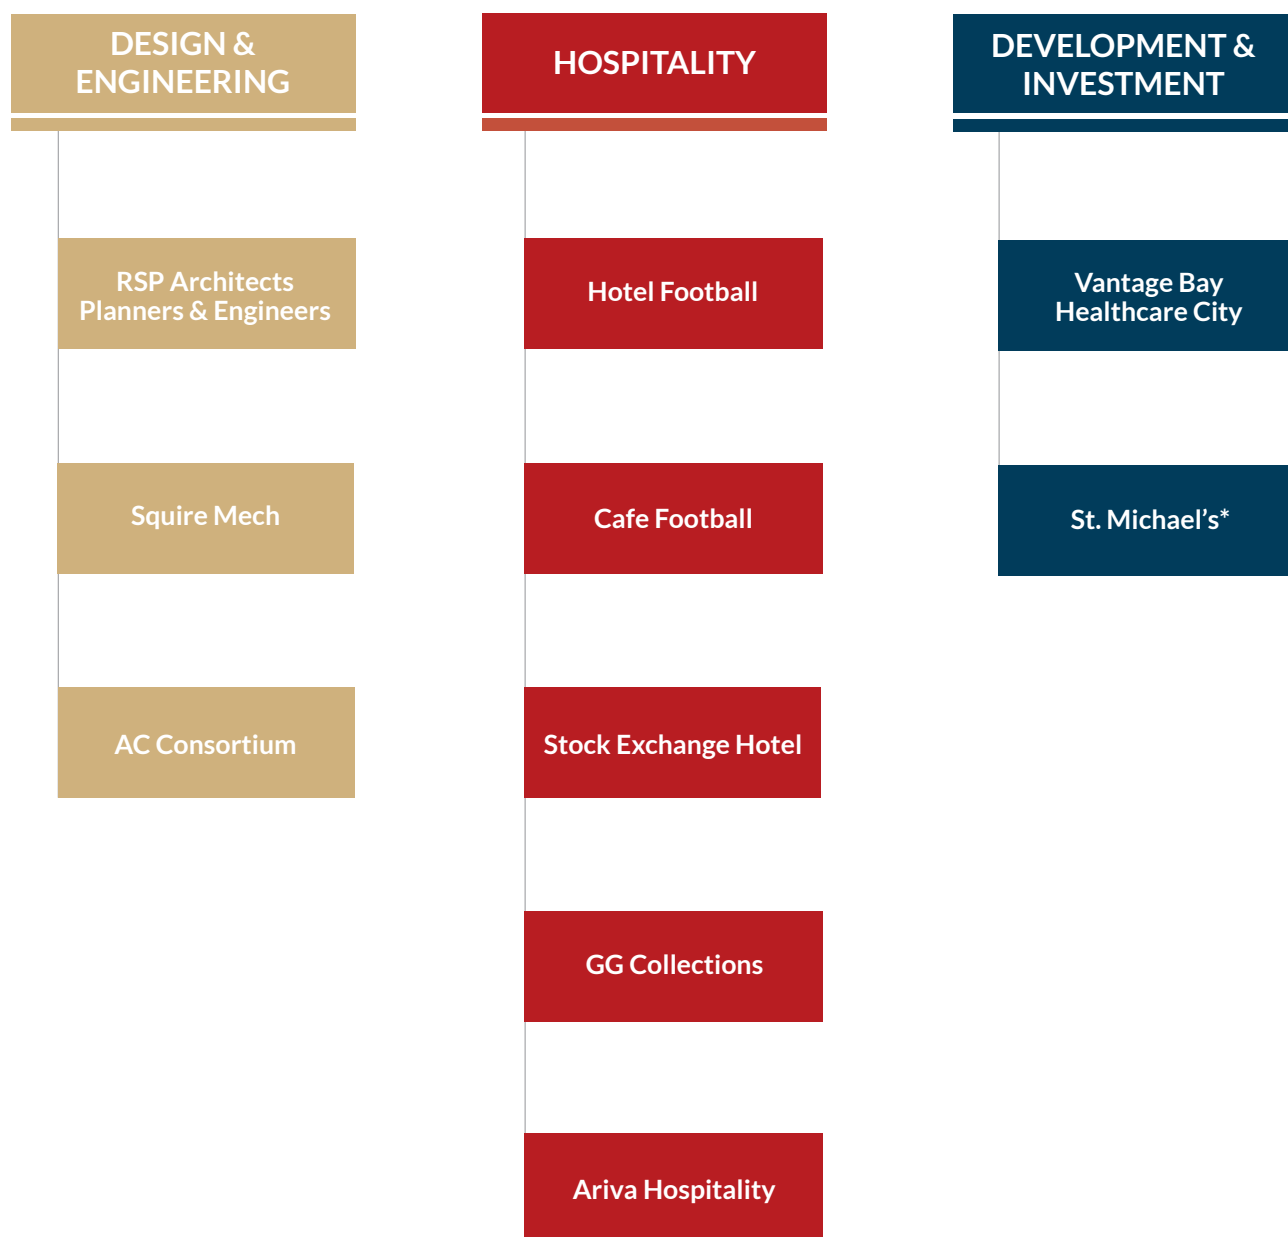 DESIGN &
ENGINEERING
RSP Architects
Planners & Engineers
Squire Mech
AC Consortium
HOSPITALITY
Hotel Football
Cafe Football
Stock Exchange Hotel
GG Collections
Ariva Hospitality
DEVELOPMENT &
INVESTMENT
Vantage Bay
Healthcare City
St. Michael’s*